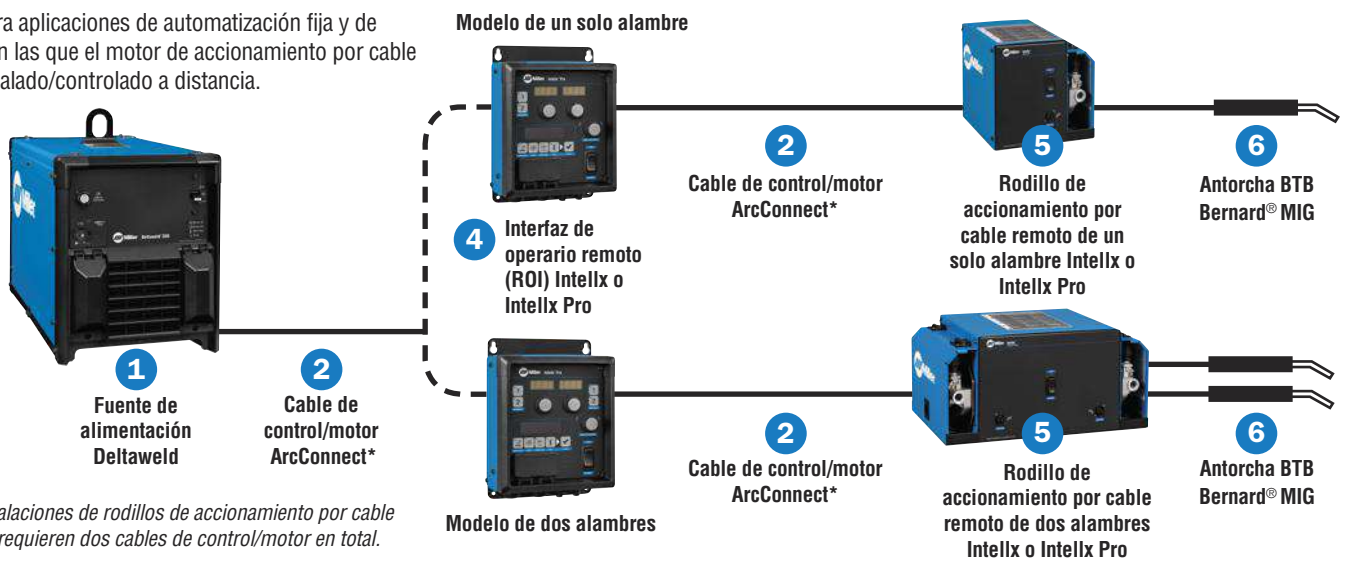 ra aplicaciones de automatización fija y de
n las que el motor de accionamiento por cable
alado/controlado a distancia.
Modelo de un solo alambre
Miller
Miller
1
Fuente de
alimentación
Deltaweld
2
Cable de
control/motor
ArcConnect*
4
Interfaz de
operario remoto
(ROI) Intellx o
Intellx Pro
2
Cable de control/motor
ArcConnect*
5
Rodillo de
accionamiento por
cable remoto de un
solo alambre Intellx o
Intellx Pro
6
Antorcha BTB
Bernard® MIG
Modelo de dos alambres
2
Cable de control/motor
ArcConnect*
5
Rodillo de
accionamiento por cable
remoto de dos alambres
Intellx o Intellx Pro
6
Antorcha BTB
Bernard® MIG
alaciones de rodillos de accionamiento por cable
requieren dos cables de control/motor en total.